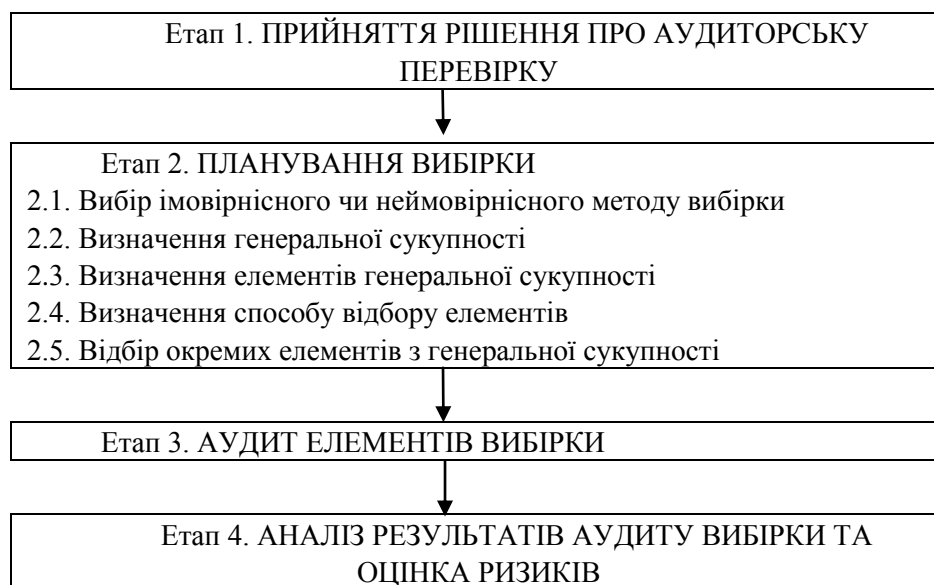 Етап 1. ПРИЙНЯТТЯ РІШЕННЯ ПРО АУДИТОРСЬКУ
ПЕРЕВІРКУ
Етап 2. ПЛАНУВАННЯ ВИБІРКИ
2.1. Вибір імовірнісного чи неймовірнісного методу вибірки
2.2. Визначення генеральної сукупності
2.3. Визначення елементів генеральної сукупності
2.4. Визначення способу відбору елементів
2.5. Відбір окремих елементів з генеральної сукупності
Етап 3. АУДИТ ЕЛЕМЕНТІВ ВИБІРКИ
Етап 4. АНАЛІЗ РЕЗУЛЬТАТІВ АУДИТУ ВИБІРКИ ТА
ОЦІНКА РИЗИКІВ